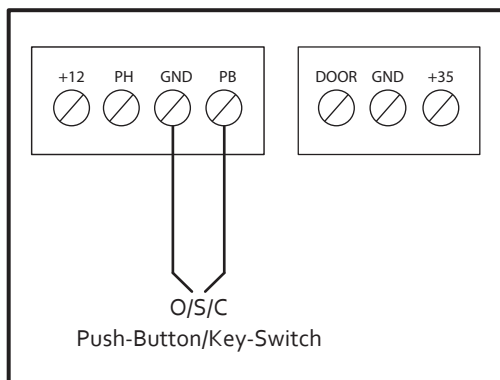 +12 PH GND PB DOOR GND +35
O/S/C
Push-Button/Key-Switch